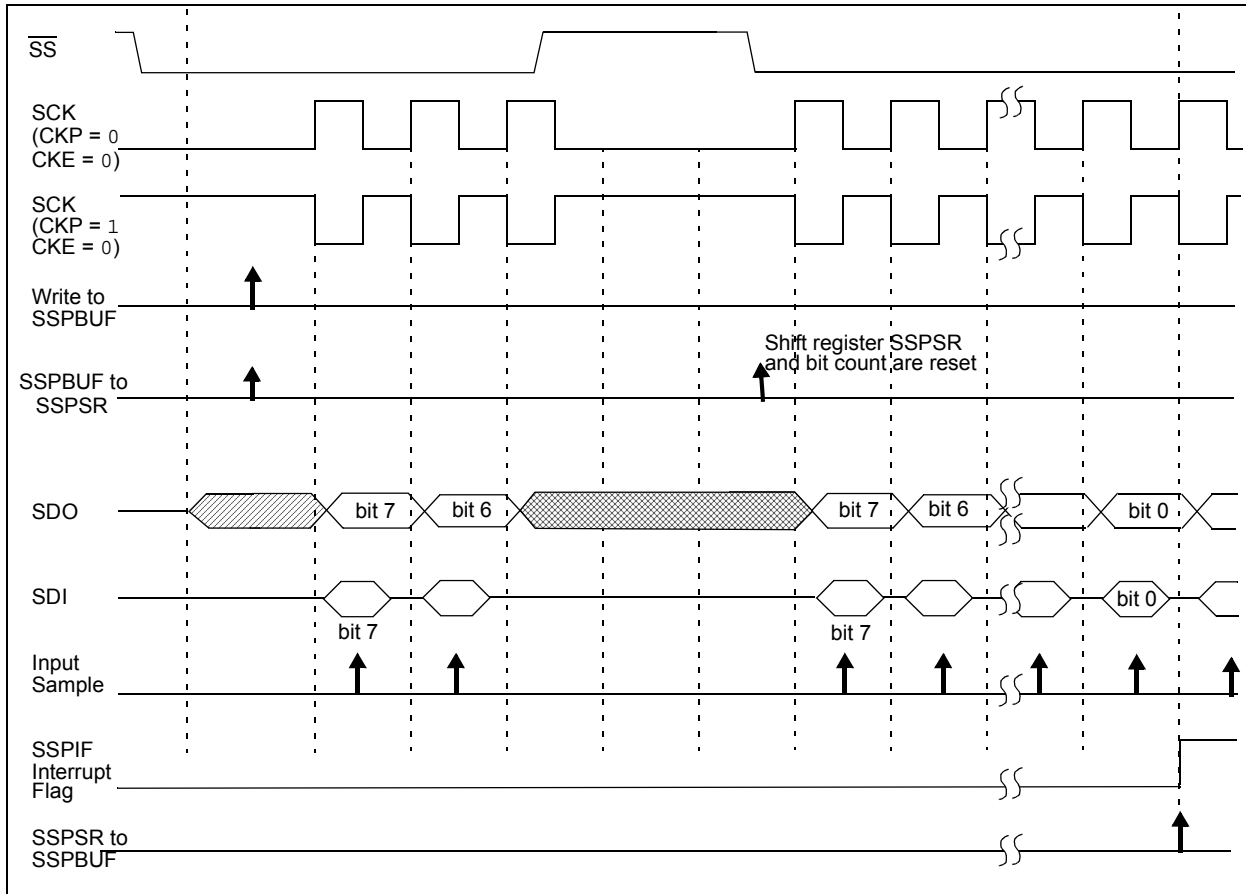 SS
SCK
(CKP = 0
CKE = 0)
SCK
(CKP = 1
CKE = 0)
Write to
SSPBUF
Shift register SSPSR
and bit count are reset
SSPBUF to
SSPSR
SDO
bit 7
bit 6
bit 7
bit 6
bit 0
SDI
bit 0
bit 7
bit 7
Input
Sample
SSPIF
Interrupt
Flag
SSPSR to
SSPBUF